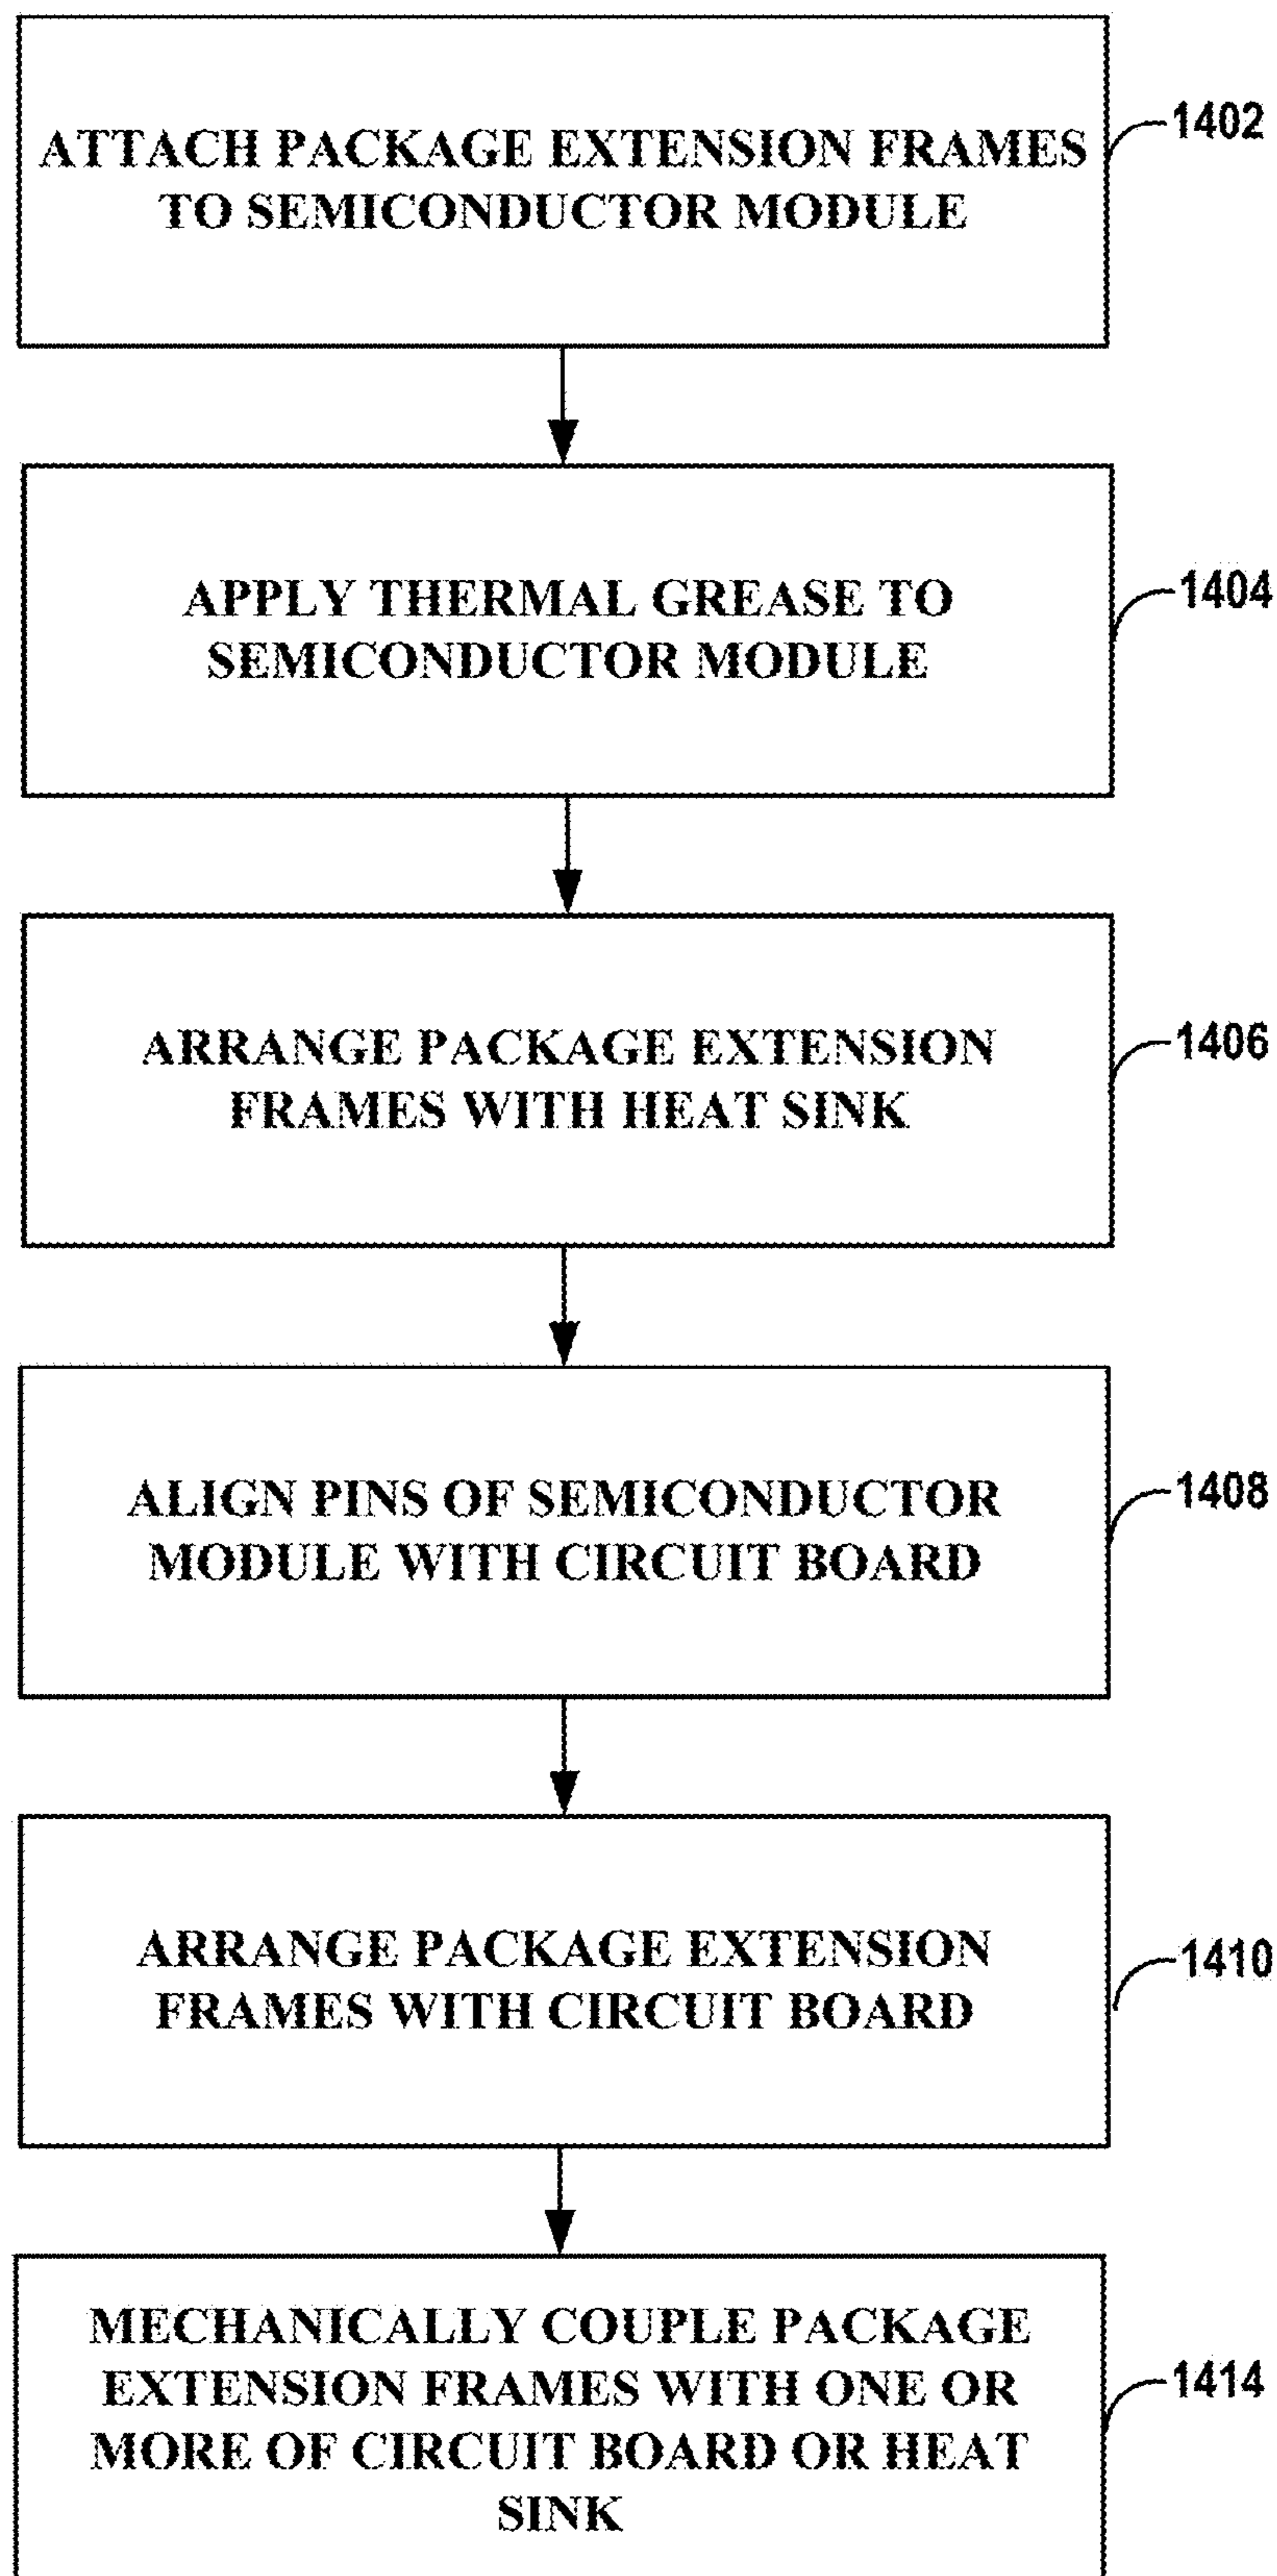 ATTACH PACKAGE EXTENSION FRAMES
TO SEMICONDUCTOR MODULE
1402
APPLY THERMAL GREASE TO
SEMICONDUCTOR MODULE
1404
ARRANGE PACKAGE EXTENSION
FRAMES WITH HEAT SINK
1406
ALIGN PINS OF SEMICONDUCTOR
MODULE WITH CIRCUIT BOARD
1408
ARRANGE PACKAGE EXTENSION
FRAMES WITH CIRCUIT BOARD
1410
MECHANICALLY COUPLE PACKAGE
EXTENSION FRAMES WITH ONE OR
MORE OF CIRCUIT BOARD OR HEAT
SINK
1414